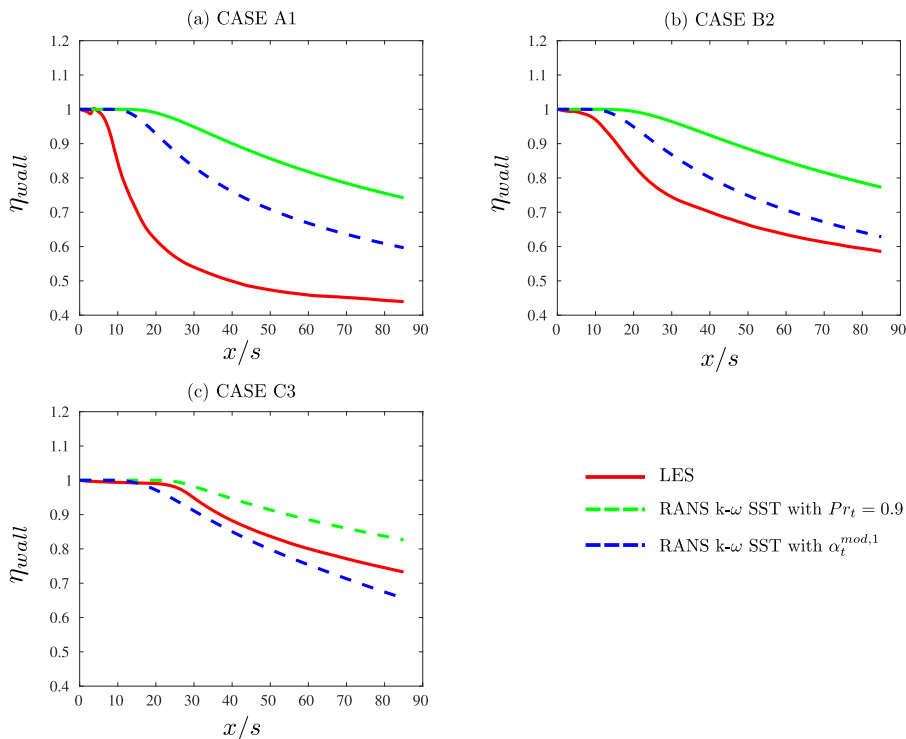 (a) CASE A1
1.2
1.1
1
0.9
0.8
0.7
0.6
0.5
0.4
η_wall
0 10 20 30 40 50 60 70 80 90
x/s
(b) CASE B2
1.2
1.1
1
0.9
0.8
0.7
0.6
0.5
0.4
η_wall
0 10 20 30 40 50 60 70 80 90
x/s
(c) CASE C3
1.2
1.1
1
0.9
0.8
0.7
0.6
0.5
0.4
η_wall
0 10 20 30 40 50 60 70 80 90
x/s
LES
RANS k-ω SST with Pr_t = 0.9
RANS k-ω SST with α_t^{mod,1}